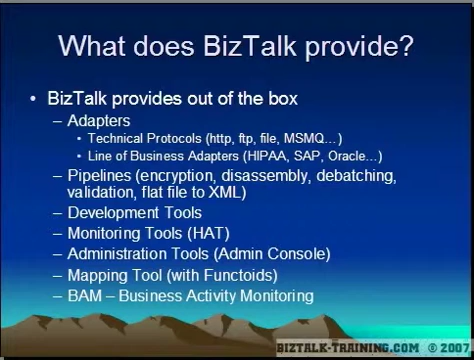 What does BizTalk provide?
• BizTalk provides out of the box
– Adapters
• Technical Protocols (http, ftp, file, MSMQ…)
• Line of Business Adapters (HIPAA, SAP, Oracle…)
– Pipelines (encryption, disassembly, debatching,
validation, flat file to XML)
– Development Tools
– Monitoring Tools (HAT)
– Administration Tools (Admin Console)
– Mapping Tool (with Functoids)
– BAM – Business Activity Monitoring
BIZTALK-TRAINING.COM © 2007